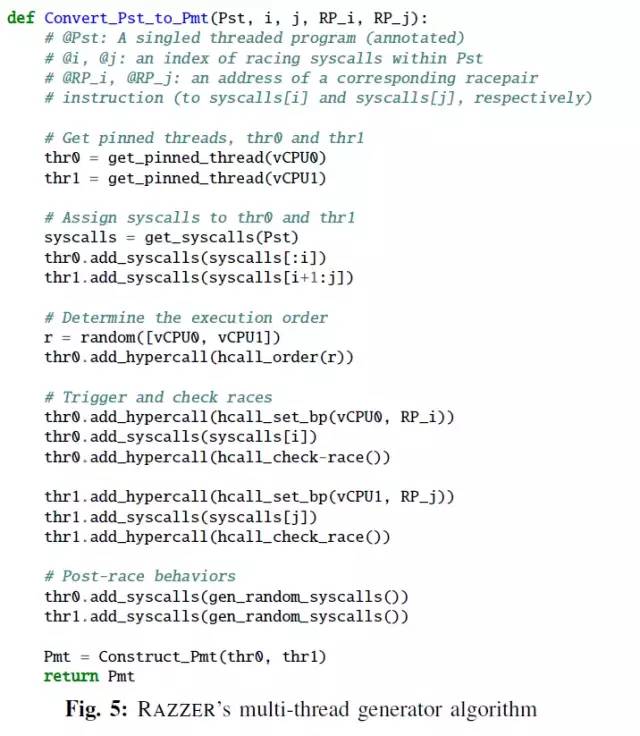 def Convert_Pst_to_Pmt(Pst, i, j, RP_i, RP_j):
    # @Pst: A singled threaded program (annotated)
    # @i, @j: an index of racing syscalls within Pst
    # @RP_i, @RP_j: an address of a corresponding racepair
    # instruction (to syscalls[i] and syscalls[j], respectively)

    # Get pinned threads, thr0 and thr1
    thr0 = get_pinned_thread(vCPU0)
    thr1 = get_pinned_thread(vCPU1)

    # Assign syscalls to thr0 and thr1
    syscalls = get_syscalls(Pst)
    thr0.add_syscalls(syscalls[:i])
    thr1.add_syscalls(syscalls[i+1:j])

    # Determine the execution order
    r = random([vCPU0, vCPU1])
    thr0.add_hypercall(hcall_order(r))

    # Trigger and check races
    thr0.add_hypercall(hcall_set_bp(vCPU0, RP_i))
    thr0.add_syscalls(syscalls[i])
    thr0.add_hypercall(hcall_check-race())

    thr1.add_hypercall(hcall_set_bp(vCPU1, RP_j))
    thr1.add_syscalls(syscalls[j])
    thr1.add_hypercall(hcall_check_race())

    # Post-race behaviors
    thr0.add_syscalls(gen_random_syscalls())
    thr1.add_syscalls(gen_random_syscalls())

    Pmt = Construct_Pmt(thr0, thr1)
    return Pmt
Fig. 5: RAZZER's multi-thread generator algorithm